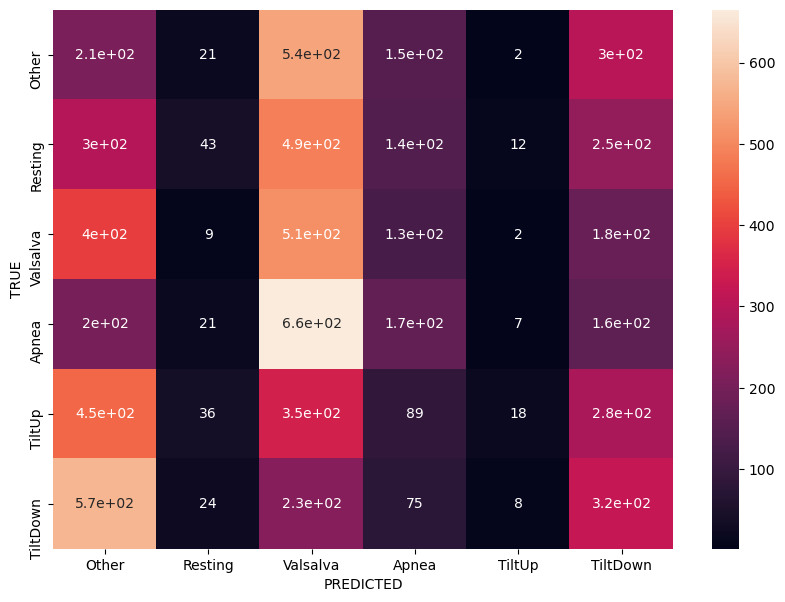 Other 2.1e+02 21 5.4e+02 1.5e+02 2 3e+02
Resting 3e+02 43 4.9e+02 1.4e+02 12 2.5e+02
Valsalva 4e+02 9 5.1e+02 1.3e+02 2 1.8e+02
Apnea 2e+02 21 6.6e+02 1.7e+02 7 1.6e+02
TiltUp 4.5e+02 36 3.5e+02 89 18 2.8e+02
TiltDown 5.7e+02 24 2.3e+02 75 8 3.2e+02
TRUE
Other Resting Valsalva Apnea TiltUp TiltDown
PREDICTED
600
500
400
300
200
100